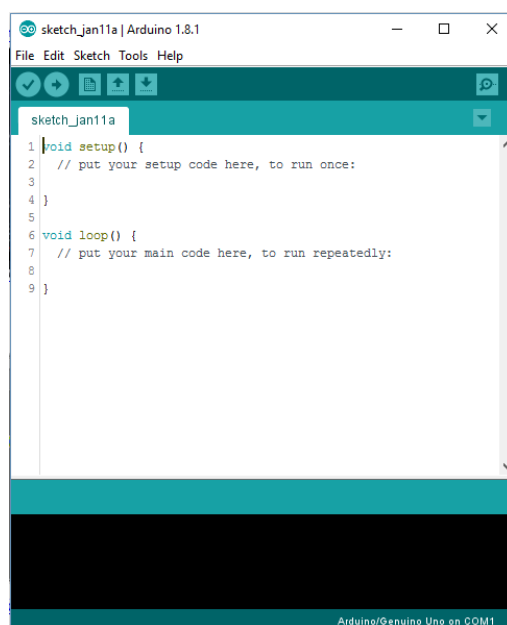 sketch_jan11a | Arduino 1.8.1
File Edit Sketch Tools Help
sketch_jan11a
1 void setup() {
2 // put your setup code here, to run once:
3
4 }
5
6 void loop() {
7 // put your main code here, to run repeatedly:
8
9 }
Arduino/Genuino Uno on COM1